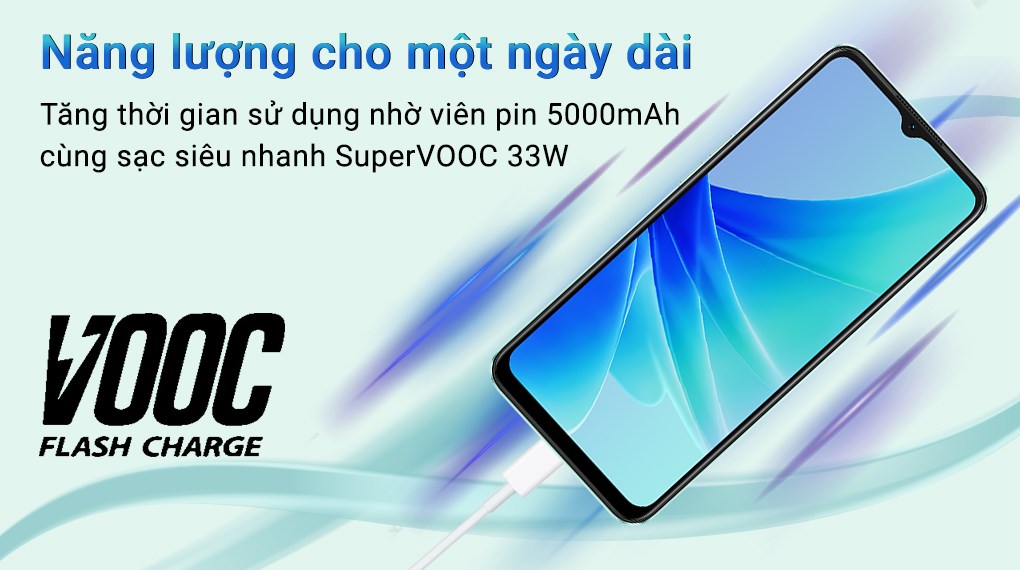 Năng lượng cho một ngày dài
Tăng thời gian sử dụng nhờ viên pin 5000mAh
cùng sạc siêu nhanh SuperVOOC 33W
VOOC
FLASH CHARGE